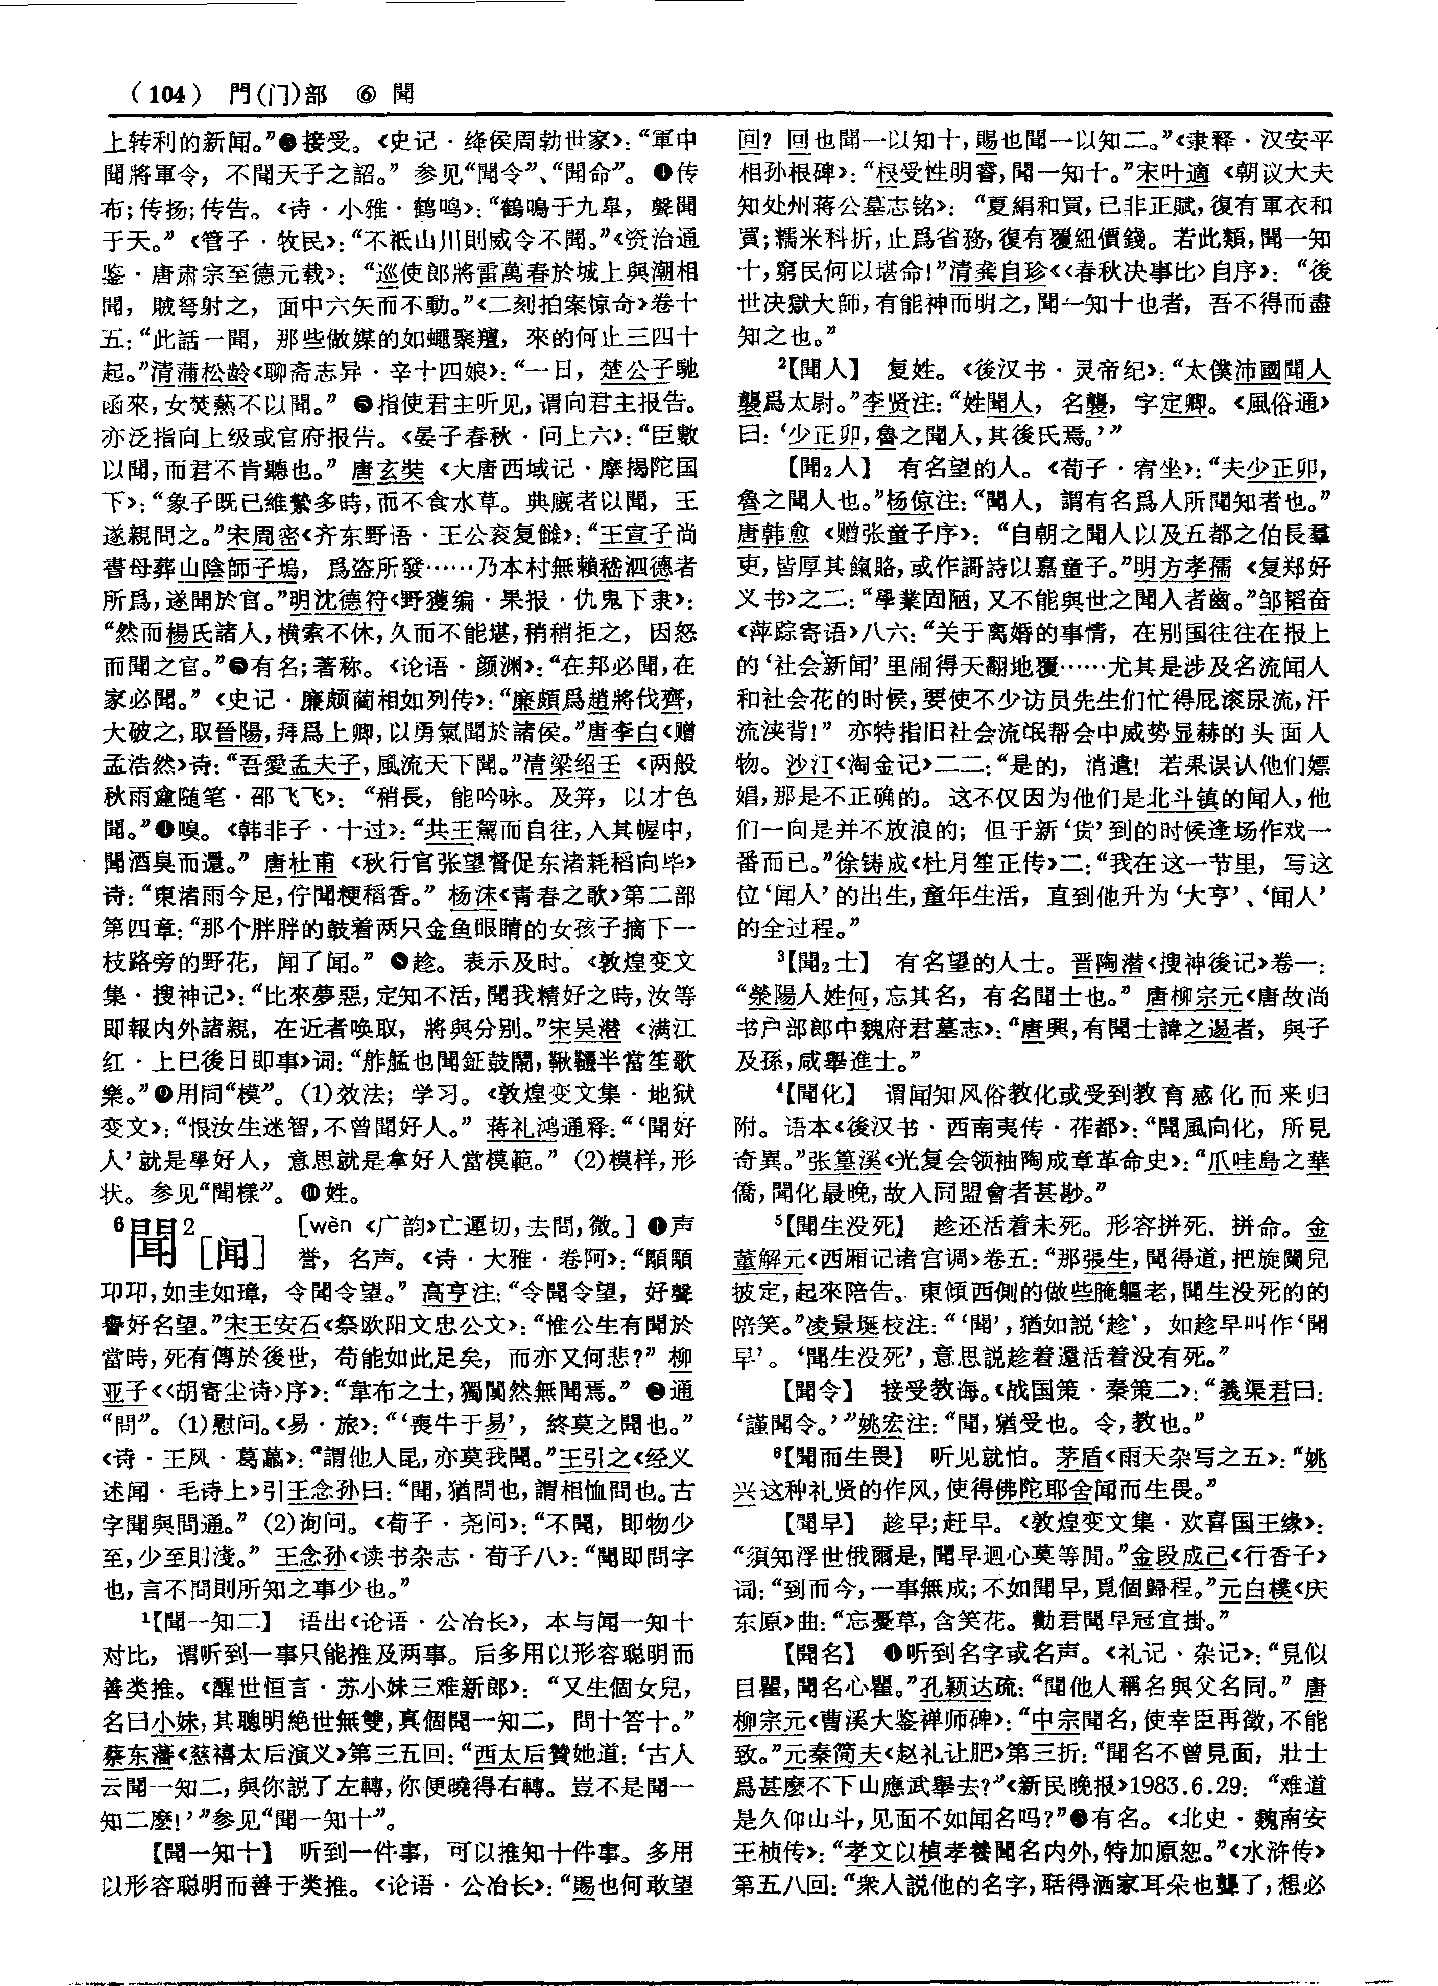 （104） 門(门)部 ⑥ 聞
上转利的新闻。”❸接受。《史记·绛侯周勃世家》：“軍中
聞將軍令，不聞天子之詔。”参见“聞令”、“聞命”。❹传
布；传扬；传告。《诗·小雅·鹤鸣》：“鶴鳴于九臯，聲聞
于天。”《管子·牧民》：“不祗山川則威令不聞。”《资治通
鉴·唐肃宗至德元载》：“巡使郎將雷萬春於城上與潮相
聞，賊弩射之，面中六矢而不動。”《二刻拍案惊奇》卷十
五：“此話一聞，那些做媒的如蠅聚羶，來的何止三四十
起。”清蒲松龄《聊斋志异·辛十四娘》：“一日，楚公子馳
函來，女焚爇不以聞。”❺指使君主听见，谓向君主报告。
亦泛指向上级或官府报告。《晏子春秋·问上六》：“臣數
以聞，而君不肯聽也。”唐玄奘《大唐西域记·摩揭陀国
下》：“象子既已維縶多時，而不食水草。典廐者以聞，王
遂親問之。”宋周密《齐东野语·王公衮复雠》：“王宣子尚
書母葬山陰師子塢，爲盗所發……乃本村無賴嵇泗德者
所爲，遂聞於官。”明沈德符《野獲编·果报·仇鬼下隶》：
“然而楊氏諸人，横索不休，久而不能堪，稍稍拒之，因怒
而聞之官。”❻有名；著称。《论语·颜渊》：“在邦必聞，在
家必聞。”《史记·廉颇蔺相如列传》：“廉頗爲趙將伐齊，
大破之，取晉陽，拜爲上卿，以勇氣聞於諸侯。”唐李白《赠
孟浩然》诗：“吾愛孟夫子，風流天下聞。”清梁绍壬《两般
秋雨盦随笔·邵飞飞》：“稍長，能吟咏。及笄，以才色
聞。”❼嗅。《韩非子·十过》：“共王駕而自往，入其幄中，
聞酒臭而還。”唐杜甫《秋行官张望督促东渚耗稻向毕》
诗：“東渚雨今足，佇聞粳稻香。”杨沫《青春之歌》第二部
第四章：“那个胖胖的鼓着两只金鱼眼睛的女孩子摘下一
枝路旁的野花，闻了闻。”❽趁。表示及时。《敦煌变文
集·搜神记》：“比來夢惡，定知不活，聞我精好之時，汝等
即報内外諸親，在近者唤取，將與分别。”宋吴潜《满江
红·上巳後日即事》词：“舴艋也聞鉦鼓鬧，鞦韆半當笙歌
樂。”❾用同“模”。(1)效法；学习。《敦煌变文集·地狱
变文》：“恨汝生迷智，不曾聞好人。”蒋礼鸿通释：“‘聞好
人’就是學好人，意思就是拿好人當模範。”(2)模样，形
状。参见“聞樣”。❿姓。
⁶聞²[闻] [wèn《广韵》亡運切，去問，微。]❶声
誉，名声。《诗·大雅·卷阿》：“顒顒
卬卬，如圭如璋，令聞令望。”高亨注：“令聞令望，好聲
譽好名望。”宋王安石《祭欧阳文忠公文》：“惟公生有聞於
當時，死有傳於後世，苟能如此足矣，而亦又何悲？”柳
亚子《〈胡寄尘诗〉序》：“韋布之士，獨闃然無聞焉。”❷通
“問”。(1)慰问。《易·旅》：“‘喪牛于易’，終莫之聞也。”
《诗·王风·葛藟》：“謂他人昆，亦莫我聞。”王引之《经义
述闻·毛诗上》引王念孙曰：“聞，猶問也，謂相恤問也。古
字聞與問通。”(2)询问。《荀子·尧问》：“不聞，即物少
至，少至則淺。”王念孙《读书杂志·荀子八》：“聞即問字
也，言不問則所知之事少也。”
¹【聞一知二】 语出《论语·公冶长》，本与闻一知十
对比，谓听到一事只能推及两事。后多用以形容聪明而
善类推。《醒世恒言·苏小妹三难新郎》：“又生個女兒，
名曰小妹，其聰明絶世無雙，真個聞一知二，問十答十。”
蔡东藩《慈禧太后演义》第三五回：“西太后贊她道：‘古人
云聞一知二，與你説了左轉，你便曉得右轉。豈不是聞一
知二麽！’”参见“聞一知十”。
【聞一知十】 听到一件事，可以推知十件事。多用
以形容聪明而善于类推。《论语·公冶长》：“賜也何敢望
回？回也聞一以知十，賜也聞一以知二。”《隶释·汉安平
相孙根碑》：“根受性明睿，聞一知十。”宋叶適《朝议大夫
知处州蒋公墓志铭》：“夏絹和買，已非正賦，復有軍衣和
買；糯米科折，止爲省務，復有覆紐價錢。若此類，聞一知
十，窮民何以堪命！”清龚自珍《〈春秋决事比〉自序》：“後
世决獄大師，有能神而明之，聞一知十也者，吾不得而盡
知之也。”
²【聞人】 复姓。《後汉书·灵帝纪》：“太僕沛國聞人
襲爲太尉。”李贤注：“姓聞人，名襲，字定卿。《風俗通》
曰：‘少正卯，魯之聞人，其後氏焉。’”
【聞₂人】 有名望的人。《荀子·宥坐》：“夫少正卯，
魯之聞人也。”杨倞注：“聞人，謂有名爲人所聞知者也。”
唐韩愈《赠张童子序》：“自朝之聞人以及五都之伯長羣
吏，皆厚其餼賂，或作謌詩以嘉童子。”明方孝孺《复郑好
义书》之二：“學業固陋，又不能與世之聞人者齒。”邹韬奋
《萍踪寄语》八六：“关于离婚的事情，在别国往往在报上
的‘社会新闻’里闹得天翻地覆……尤其是涉及名流闻人
和社会花的时候，要使不少访员先生们忙得屁滚尿流，汗
流浃背！”亦特指旧社会流氓帮会中威势显赫的头面人
物。沙汀《淘金记》二二：“是的，消遣！若果误认他们嫖
娼，那是不正确的。这不仅因为他们是北斗镇的闻人，他
们一向是并不放浪的；但于新‘货’到的时候逢场作戏一
番而已。”徐铸成《杜月笙正传》二：“我在这一节里，写这
位‘闻人’的出生，童年生活，直到他升为‘大亨’、‘闻人’
的全过程。”
³【聞₂士】 有名望的人士。晋陶潜《搜神後记》卷一：
“滎陽人姓何，忘其名，有名聞士也。”唐柳宗元《唐故尚
书户部郎中魏府君墓志》：“唐興，有聞士諱之逷者，與子
及孫，咸舉進士。”
⁴【聞化】 谓闻知风俗教化或受到教育感化而来归
附。语本《後汉书·西南夷传·莋都》：“聞風向化，所見
奇異。”张篁溪《光复会领袖陶成章革命史》：“爪哇島之華
僑，聞化最晚，故入同盟會者甚尠。”
⁵【聞生没死】 趁还活着未死。形容拼死、拼命。金
董解元《西厢记诸宫调》卷五：“那張生，聞得道，把旋闌兒
披定，起來陪告。東傾西側的做些腌軀老，聞生没死的的
陪笑。”凌景埏校注：“‘聞’，猶如説‘趁’，如趁早叫作‘聞
早’。‘聞生没死’，意思説趁着還活着没有死。”
【聞令】 接受教诲。《战国策·秦策二》：“義渠君曰：
‘謹聞令。’”姚宏注：“聞，猶受也。令，教也。”
⁶【聞而生畏】 听见就怕。茅盾《雨天杂写之五》：“姚
兴这种礼贤的作风，使得佛陀耶舍闻而生畏。”
【聞早】 趁早；赶早。《敦煌变文集·欢喜国王缘》：
“須知浮世俄爾是，聞早迴心莫等閒。”金段成己《行香子》
词：“到而今，一事無成；不如聞早，覓個歸程。”元白樸《庆
东原》曲：“忘憂草，含笑花。勸君聞早冠宜掛。”
【聞名】 ❶听到名字或名声。《礼记·杂记》：“見似
目瞿，聞名心瞿。”孔颖达疏：“聞他人稱名與父名同。”唐
柳宗元《曹溪大鉴禅师碑》：“中宗聞名，使幸臣再徵，不能
致。”元秦简夫《赵礼让肥》第三折：“聞名不曾見面，壯士
爲甚麽不下山應武舉去？”《新民晚报》1983.6.29：“难道
是久仰山斗，见面不如闻名吗？”❷有名。《北史·魏南安
王桢传》：“孝文以楨孝養聞名内外，特加原恕。”《水浒传》
第五八回：“衆人説他的名字，聒得洒家耳朵也聾了，想必